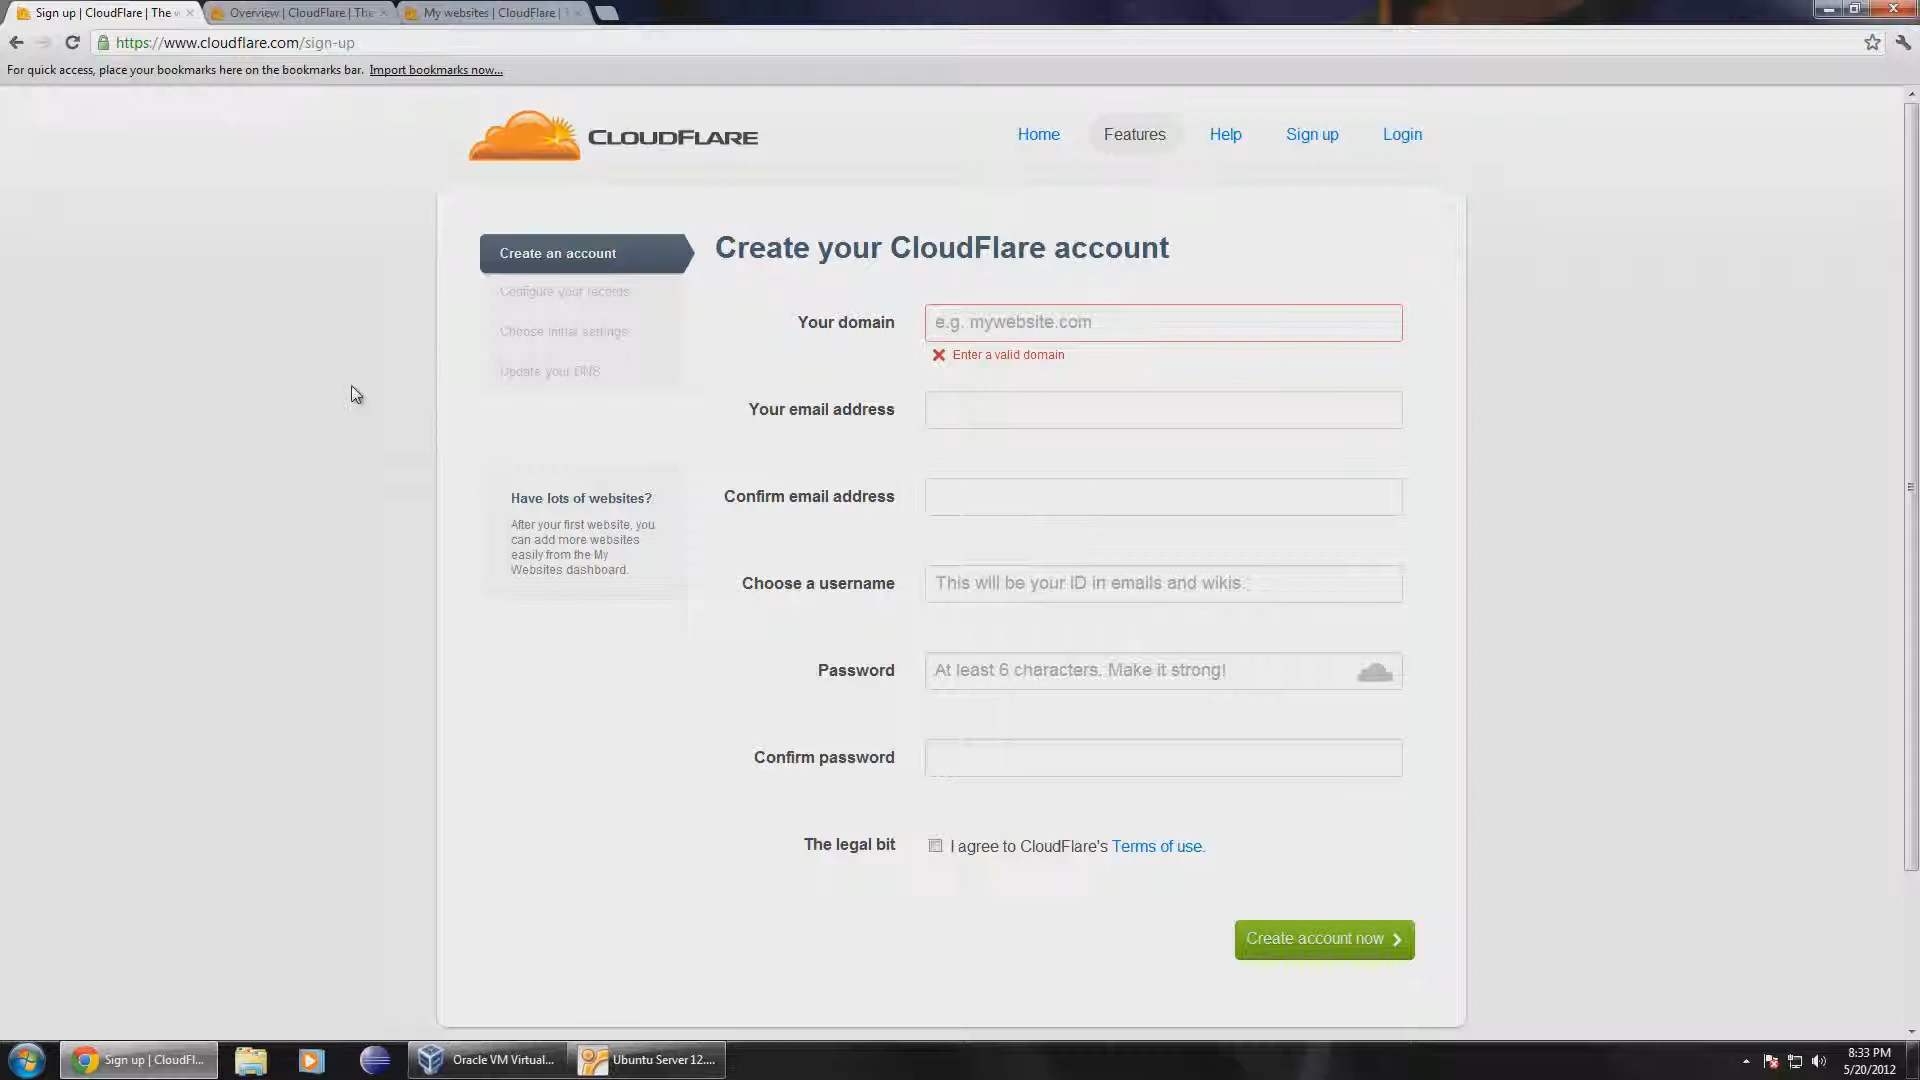 Sign up | CloudFlare | The
Overview | CloudFlare | The
My websites | CloudFlare |
https://www.cloudflare.com/sign-up
For quick access, place your bookmarks here on the bookmarks bar. Import bookmarks now...
CLOUDFLARE
Home
Features
Help
Sign up
Login
Create an account
Configure your records
Choose initial settings
Update your DNS
Have lots of websites?
After your first website, you
can add more websites
easily from the My
Websites dashboard.
Create your CloudFlare account
Your domain
e.g. mywebsite.com
Enter a valid domain
Your email address
Confirm email address
Choose a username
This will be your ID in emails and wikis.
Password
At least 6 characters. Make it strong!
Confirm password
The legal bit
I agree to CloudFlare's Terms of use.
Create account now
Sign up | CloudFl...
Oracle VM Virtual...
Ubuntu Server 12....
8:33 PM
5/20/2012